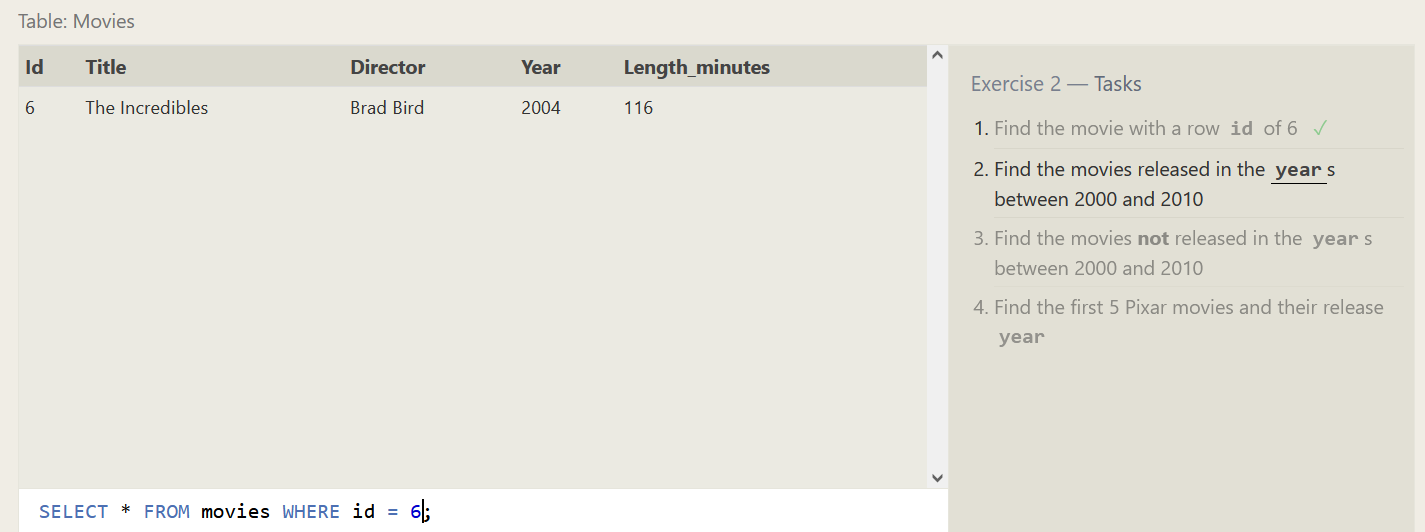 Table: Movies
Id Title Director Year Length_minutes
6 The Incredibles Brad Bird 2004 116
SELECT * FROM movies WHERE id = 6;
Exercise 2 — Tasks
1. Find the movie with a row id of 6 ✓
2. Find the movies released in the year s
between 2000 and 2010
3. Find the movies not released in the year s
between 2000 and 2010
4. Find the first 5 Pixar movies and their release
year